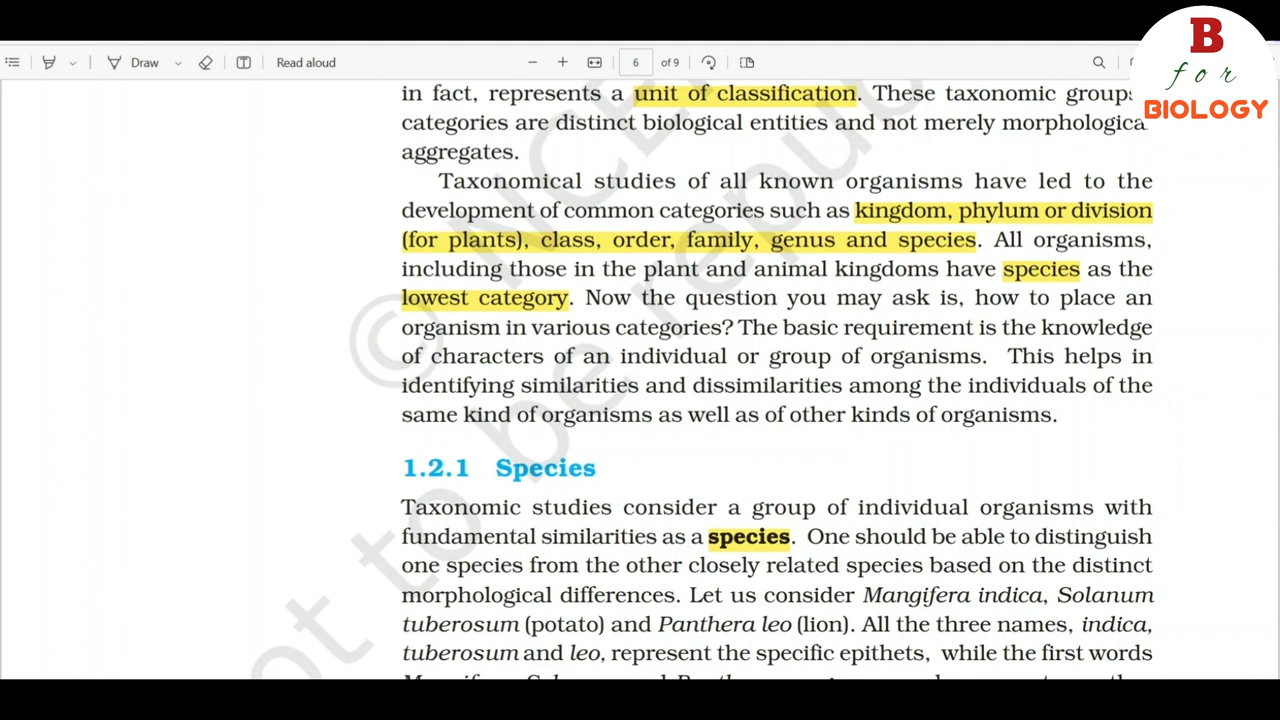 B
for
BIOLOGY
Draw
Read aloud
6
of 9
in fact, represents a unit of classification. These taxonomic groups
categories are distinct biological entities and not merely morphological
aggregates.
Taxonomical studies of all known organisms have led to the
development of common categories such as kingdom, phylum or division
(for plants), class, order, family, genus and species. All organisms,
including those in the plant and animal kingdoms have species as the
lowest category. Now the question you may ask is, how to place an
organism in various categories? The basic requirement is the knowledge
of characters of an individual or group of organisms. This helps in
identifying similarities and dissimilarities among the individuals of the
same kind of organisms as well as of other kinds of organisms.
1.2.1 Species
Taxonomic studies consider a group of individual organisms with
fundamental similarities as a species. One should be able to distinguish
one species from the other closely related species based on the distinct
morphological differences. Let us consider Mangifera indica, Solanum
tuberosum (potato) and Panthera leo (lion). All the three names, indica,
tuberosum and leo, represent the specific epithets, while the first words